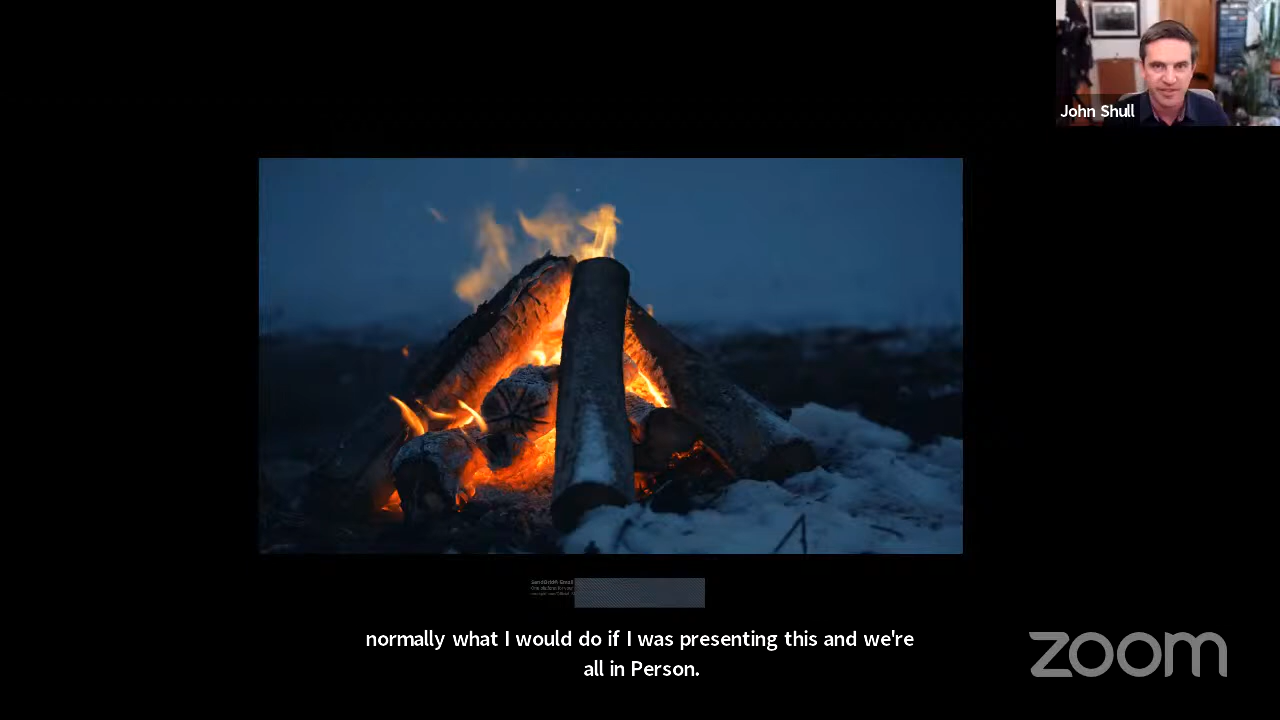 John Shull
normally what I would do if I was presenting this and we're
all in Person.
zoom